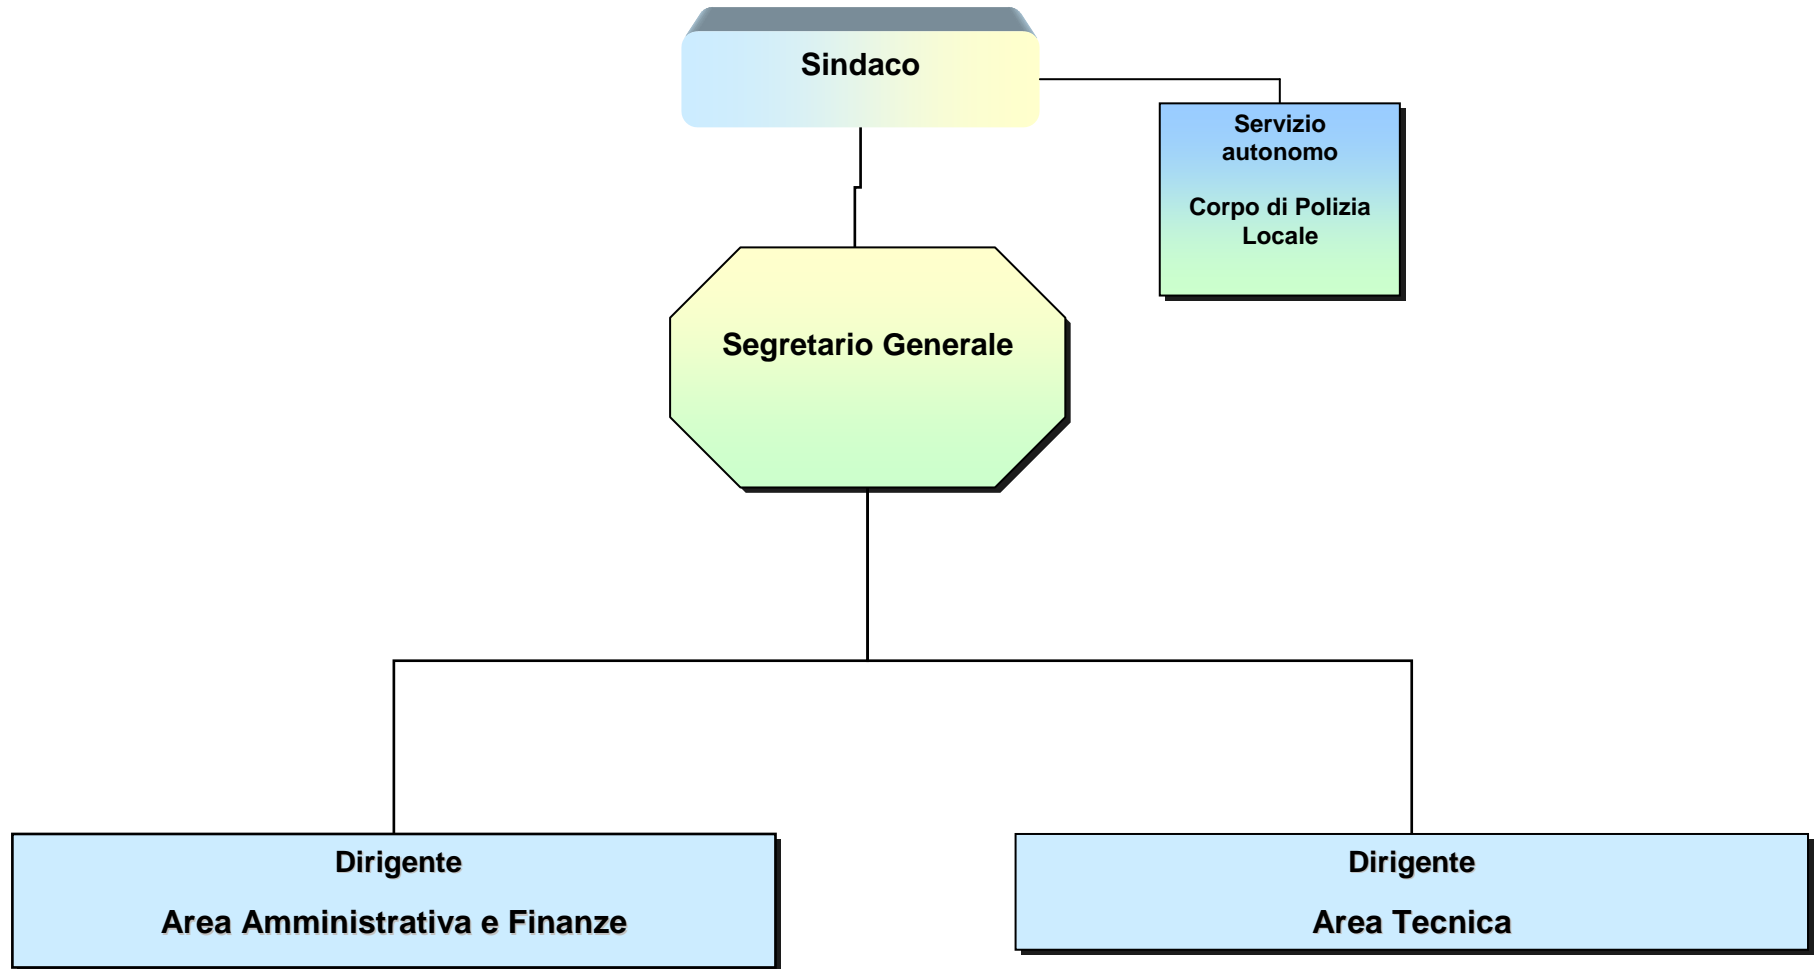 Sindaco
Servizio
autonomo
Corpo di Polizia
Locale
Segretario Generale
Dirigente
Area Amministrativa e Finanze
Dirigente
Area Tecnica